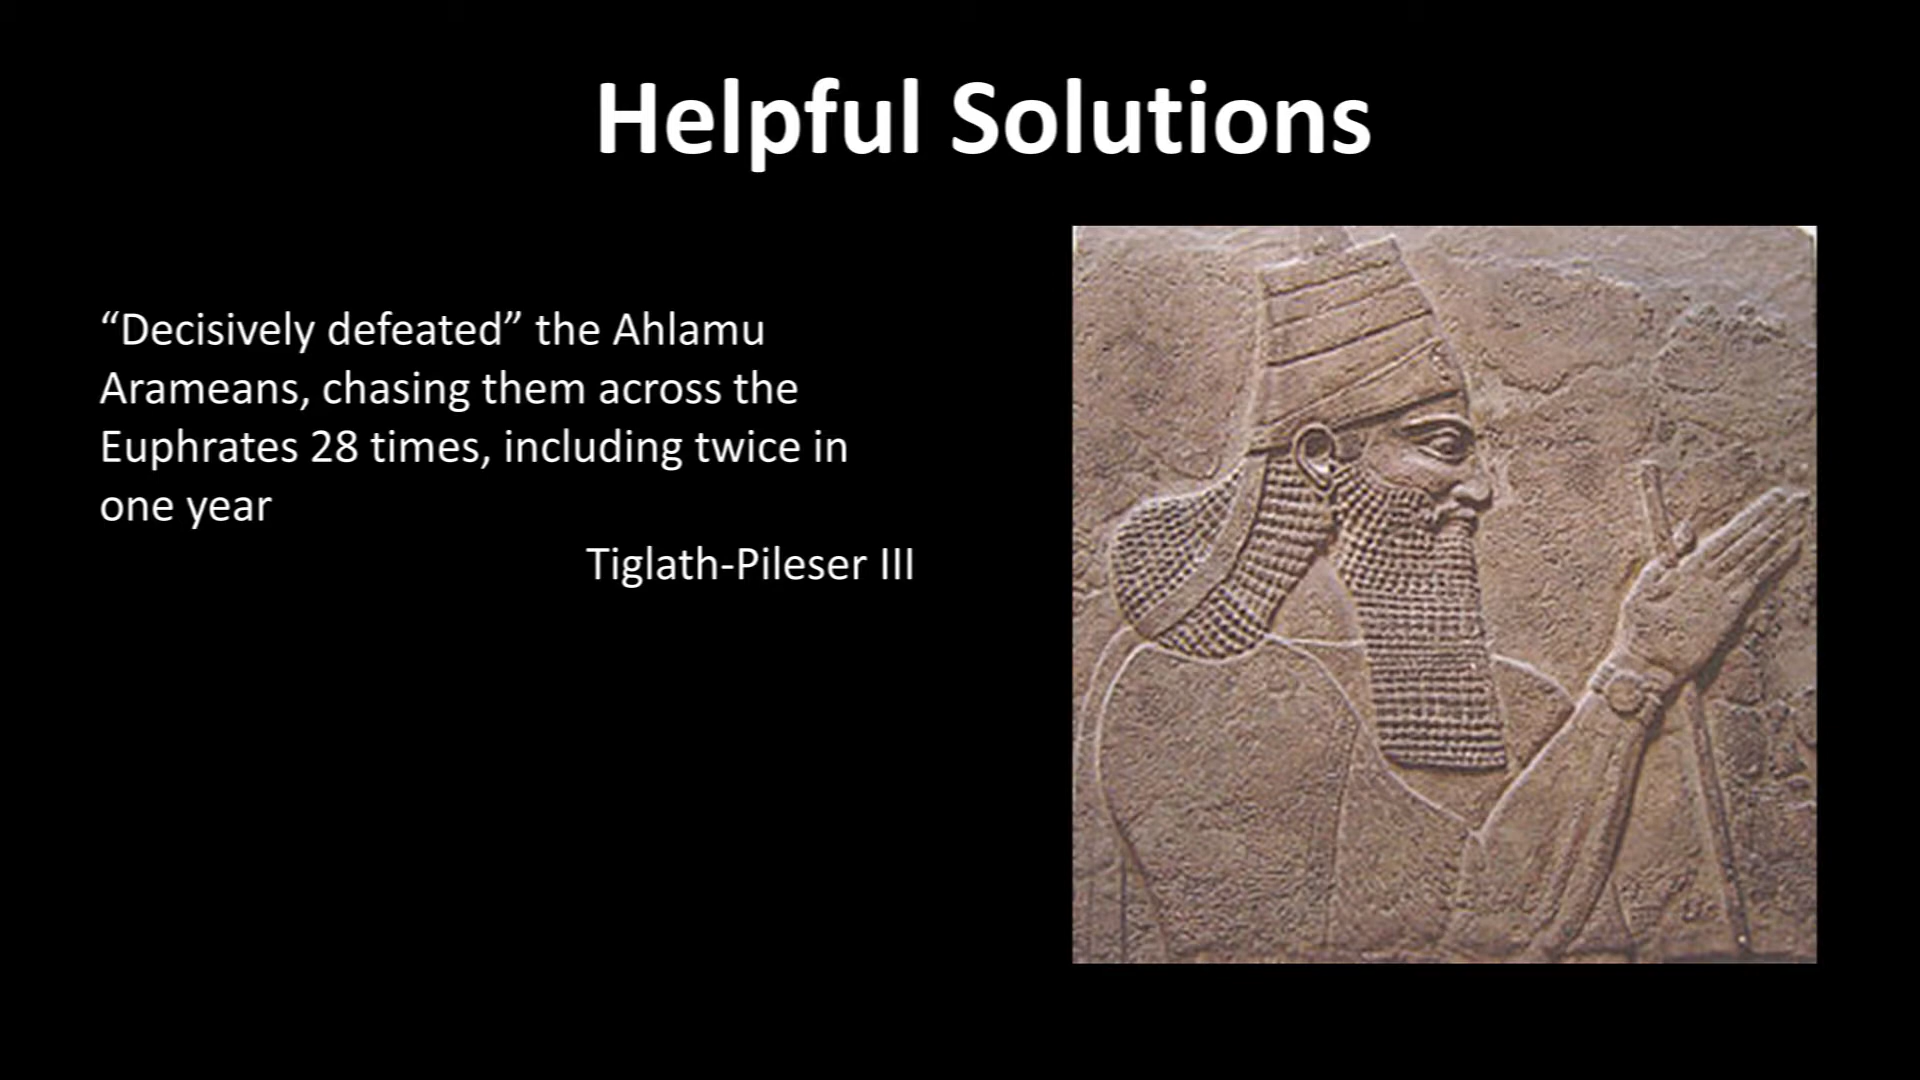 Helpful Solutions
“Decisively defeated” the Ahlamu
Arameans, chasing them across the
Euphrates 28 times, including twice in
one year
Tiglath-Pileser III